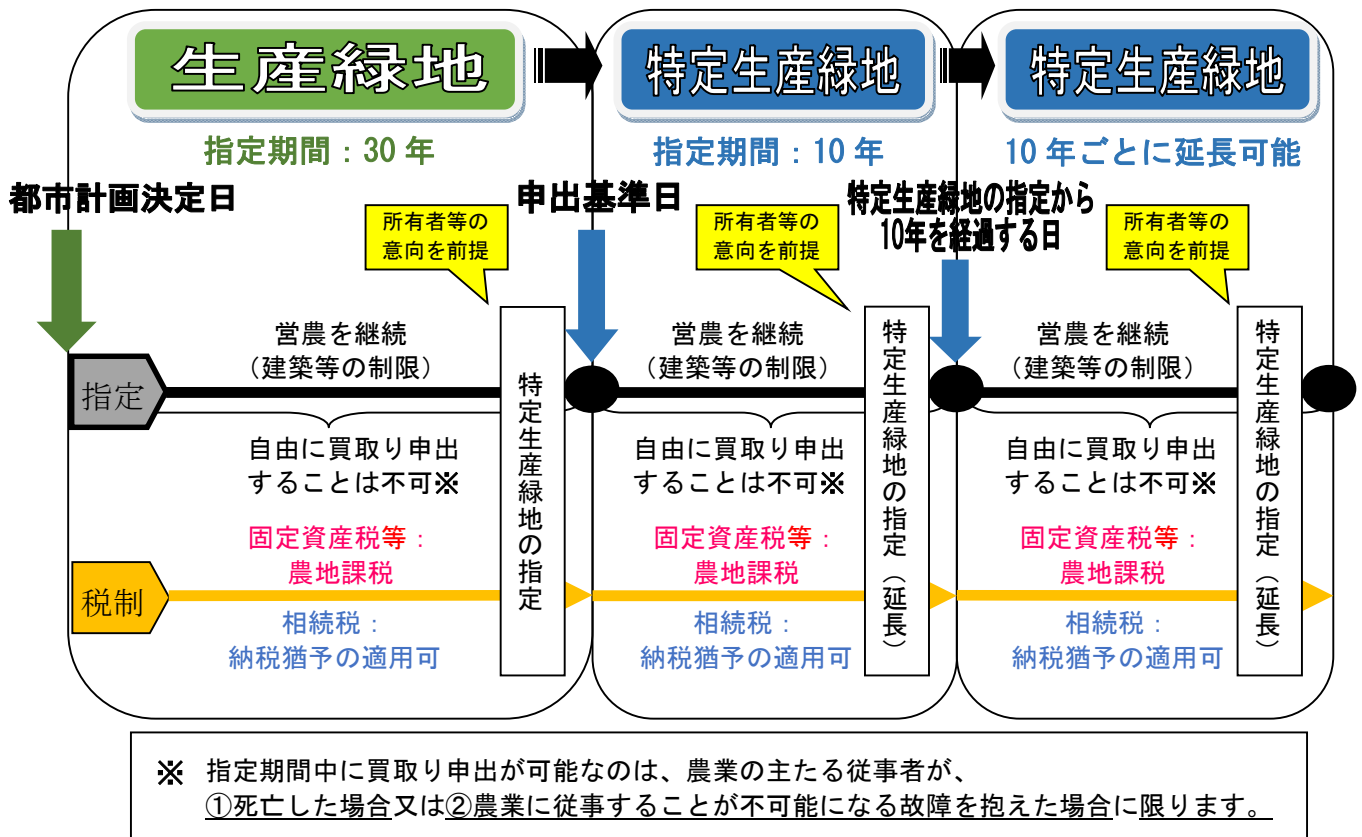 生産緑地
特定生産緑地
特定生産緑地
指定期間：30 年
指定期間：10 年
10 年ごとに延長可能
都市計画決定日
申出基準日
特定生産緑地の指定から
10年を経過する日
所有者等の
意向を前提
所有者等の
意向を前提
所有者等の
意向を前提
指定
営農を継続
（建築等の制限）
自由に買取り申出
することは不可※
特定生産緑地の指定
営農を継続
（建築等の制限）
自由に買取り申出
することは不可※
特定生産緑地の指定（延長）
営農を継続
（建築等の制限）
自由に買取り申出
することは不可※
特定生産緑地の指定（延長）
税制
固定資産税等：
農地課税
相続税：
納税猶予の適用可
固定資産税等：
農地課税
相続税：
納税猶予の適用可
固定資産税等：
農地課税
相続税：
納税猶予の適用可
※　指定期間中に買取り申出が可能なのは、農業の主たる従事者が、
①死亡した場合又は②農業に従事することが不可能になる故障を抱えた場合に限ります。